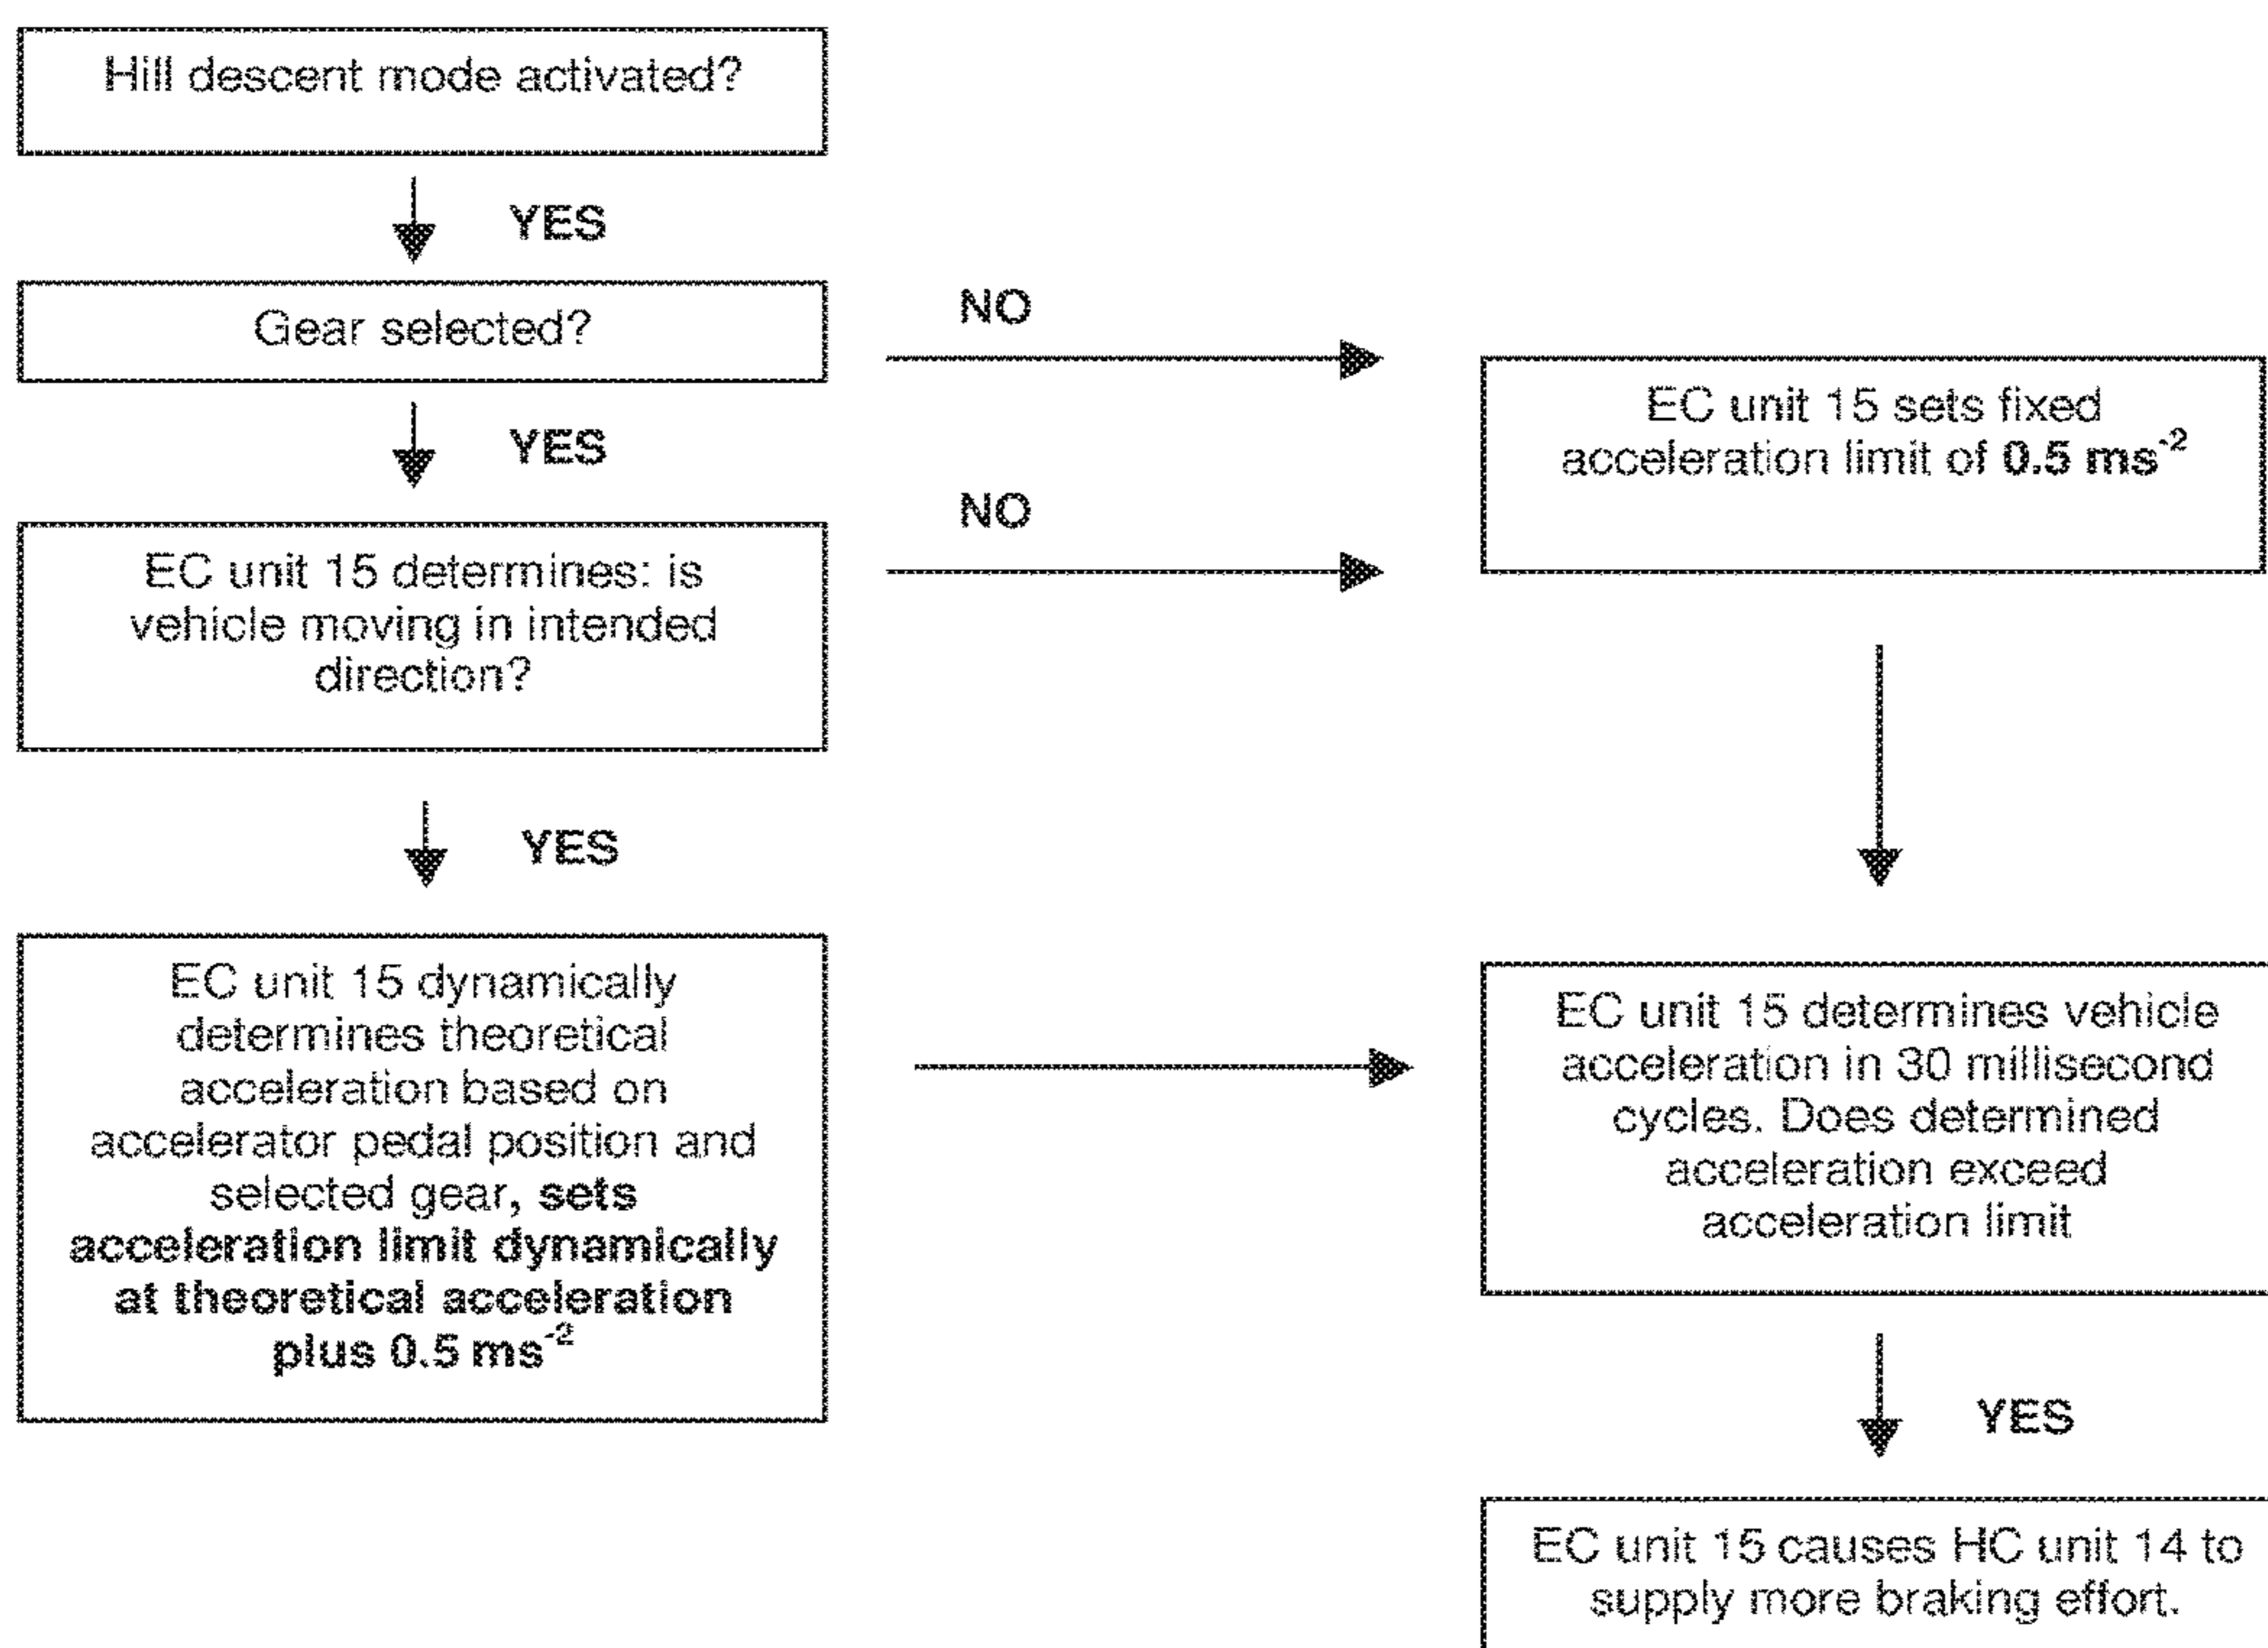 Hill descent mode activated?
YES
Gear selected?
NO
YES
EC unit 15 sets fixed
acceleration limit of 0.5 ms⁻²
NO
EC unit 15 determines: is
vehicle moving in intended
direction?
YES
EC unit 15 dynamically
determines theoretical
acceleration based on
accelerator pedal position and
selected gear, sets
acceleration limit dynamically
at theoretical acceleration
plus 0.5 ms⁻²
EC unit 15 determines vehicle
acceleration in 30 millisecond
cycles. Does determined
acceleration exceed
acceleration limit
YES
EC unit 15 causes HC unit 14 to
supply more braking effort.